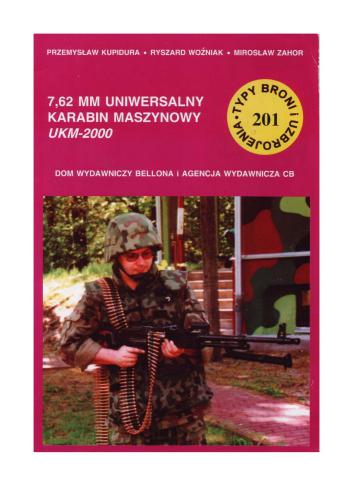 PRZEMYSŁAW KUPIDURA • RYSZARD WOŹNIAK • MIROSŁAW ZAHOR
7,62 MM UNIWERSALNY
KARABIN MASZYNOWY
UKM-2000
TYPY BRONI i UZBROJENIA •
201
DOM WYDAWNICZY BELLONA i AGENCJA WYDAWNICZA CB